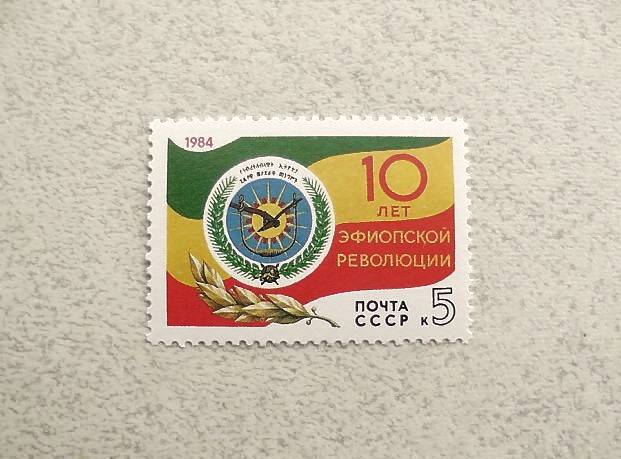 1984
10
ЛЕТ
ЭФИОПСКОЙ
РЕВОЛЮЦИИ
ПОЧТА
СССР к 5